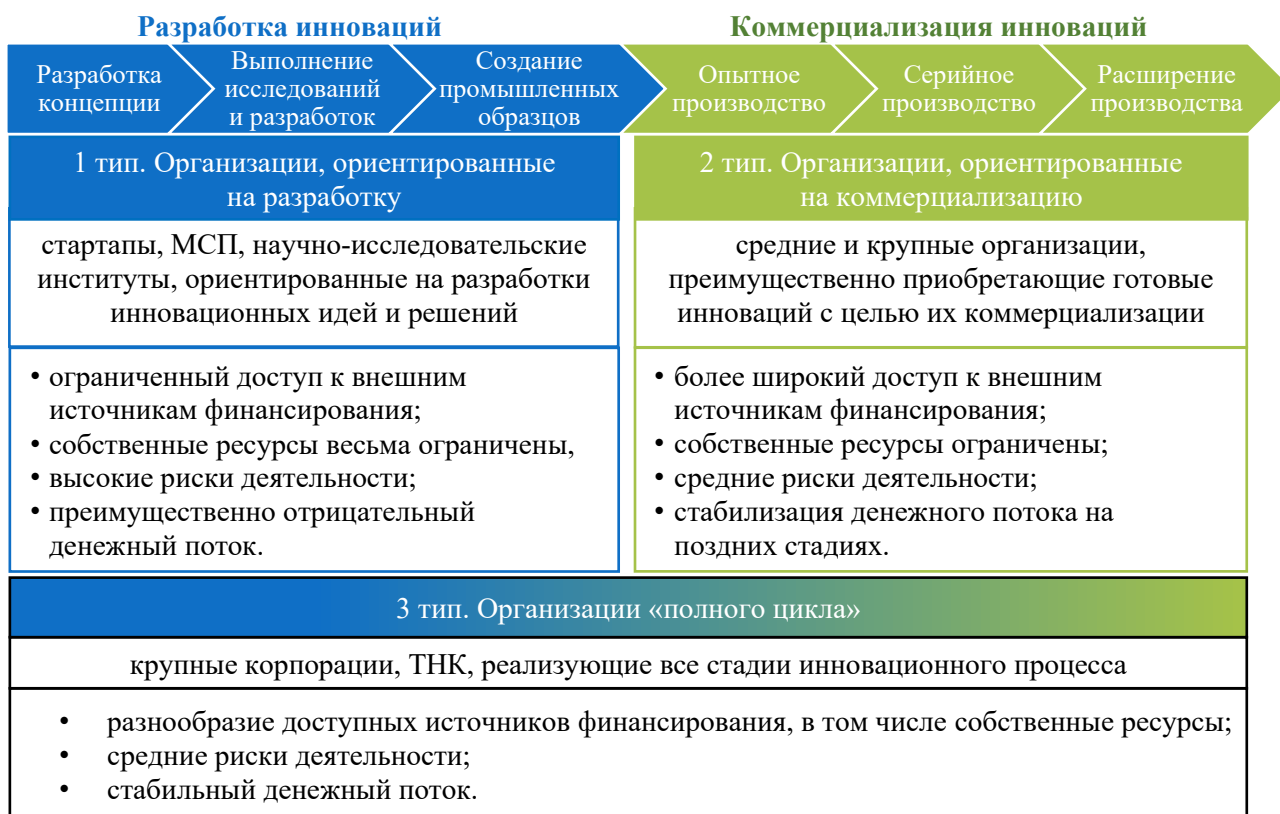 Разработка инноваций
Коммерциализация инноваций
Разработка
концепции
Выполнение
исследований
и разработок
Создание
промышленных
образцов
Опытное
производство
Серийное
производство
Расширение
производства
1 тип. Организации, ориентированные
на разработку
стартапы, МСП, научно-исследовательские
институты, ориентированные на разработки
инновационных идей и решений
• ограниченный доступ к внешним
источникам финансирования;
• собственные ресурсы весьма ограничены,
• высокие риски деятельности;
• преимущественно отрицательный
денежный поток.
2 тип. Организации, ориентированные
на коммерциализацию
средние и крупные организации,
преимущественно приобретающие готовые
инноваций с целью их коммерциализации
• более широкий доступ к внешним
источникам финансирования;
• собственные ресурсы ограничены;
• средние риски деятельности;
• стабилизация денежного потока на
поздних стадиях.
3 тип. Организации «полного цикла»
крупные корпорации, ТНК, реализующие все стадии инновационного процесса
• разнообразие доступных источников финансирования, в том числе собственные ресурсы;
• средние риски деятельности;
• стабильный денежный поток.